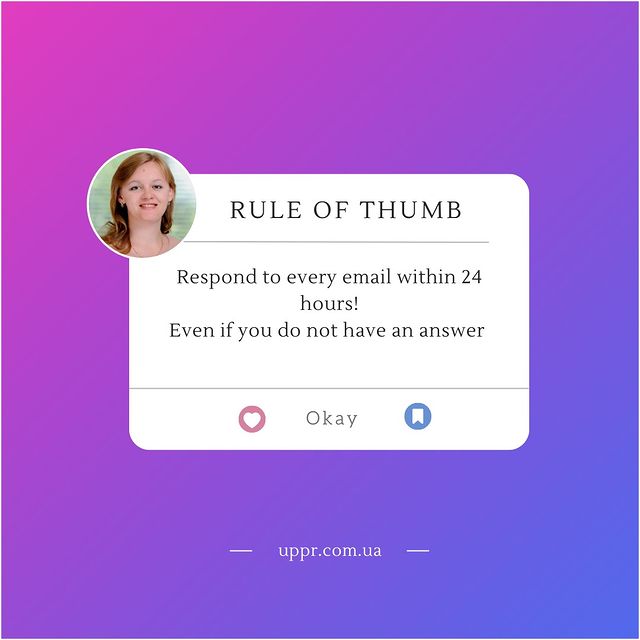 RULE OF THUMB
Respond to every email within 24
hours!
Even if you do not have an answer
Okay
uppr.com.ua